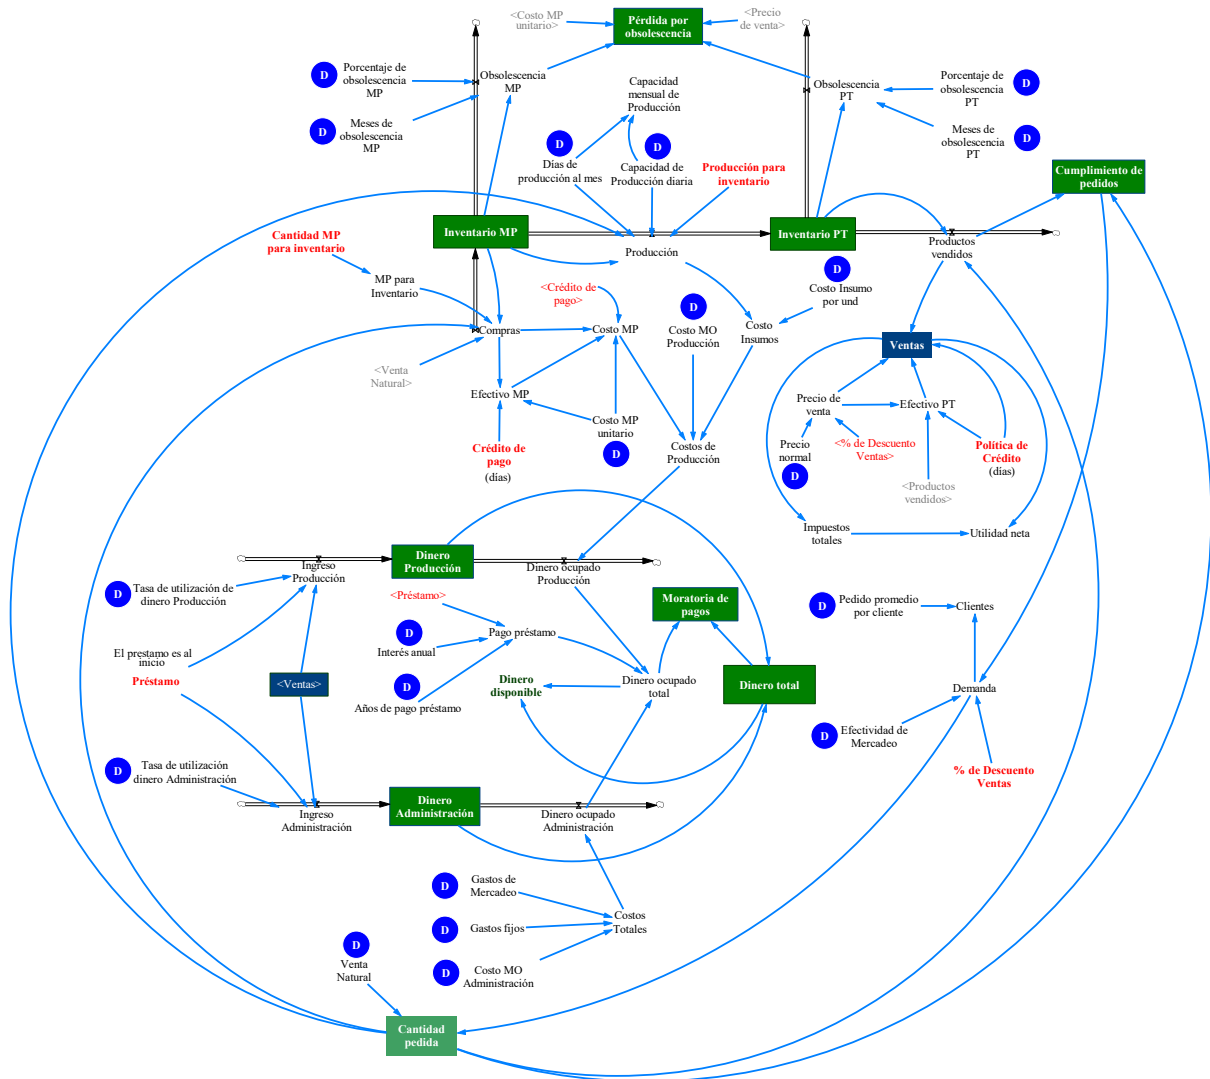 <Costo MP
unitario>
Pérdida por
obsolescencia
<Precio
de venta>
D
Porcentaje de
obsolescencia
MP
Obsolescencia
MP
Capacidad
mensual de
Producción
Obsolescencia
PT
Porcentaje de
obsolescencia
PT
D
D
Meses de
obsolescencia
MP
D
Días de
producción al mes
D
Capacidad de
Producción diaria
Producción para
inventario
Meses de
obsolescencia
PT
D
Cumplimiento de
pedidos
Cantidad MP
para inventario
Inventario MP
Producción
Inventario PT
Productos
vendidos
MP para
Inventario
<Crédito de
pago>
D
Costo Insumo
por und
D
Compras
Costo MP
Costo MO
Producción
Costo
Insumos
Ventas
<Venta
Natural>
Efectivo MP
Costo MP
unitario
D
Precio de
venta
Efectivo PT
Crédito de
pago
(días)
Costos de
Producción
Precio
normal
D
<% de Descuento
Ventas>
Política de
Crédito
(días)
<Productos
vendidos>
Impuestos
totales
Utilidad neta
Ingreso
Producción
Dinero
Producción
Dinero ocupado
Producción
D
Tasa de utilización de
dinero Producción
<Préstamo>
Moratoria de
pagos
D
Pedido promedio
por cliente
Clientes
D
Interés anual
Pago préstamo
El prestamo es al
inicio
Préstamo
<Ventas>
D
Años de pago préstamo
Dinero
disponible
Dinero ocupado
total
Dinero total
Demanda
D
Efectividad de
Mercadeo
D
Tasa de utilización
dinero Administración
% de Descuento
Ventas
Ingreso
Administración
Dinero
Administración
Dinero ocupado
Administración
D
Gastos de
Mercadeo
D
Gastos fijos
Costos
Totales
D
Costo MO
Administración
D
Venta
Natural
Cantidad
pedida